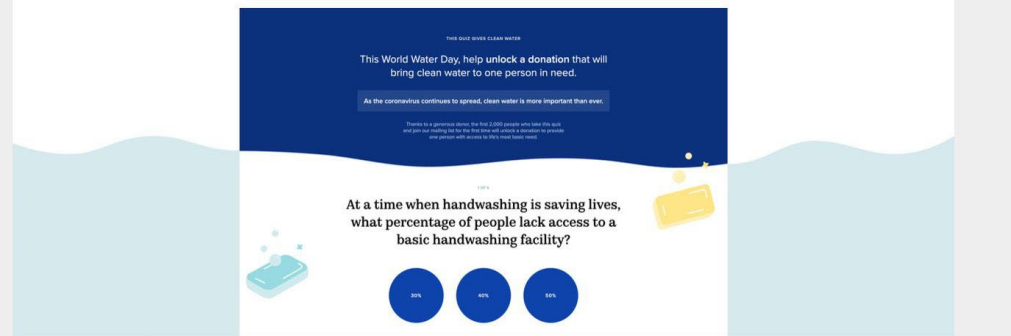 THIS QUIZ GIVES CLEAN WATER
This World Water Day, help unlock a donation that will
bring clean water to one person in need.
As the coronavirus continues to spread, clean water is more important than ever.
Thanks to a generous donor, the first 2,000 people who take this quiz
and join our mailing list for the first time will unlock a donation to provide
one person with access to life's most basic need.
At a time when handwashing is saving lives,
what percentage of people lack access to a
basic handwashing facility?
30% 40% 50%